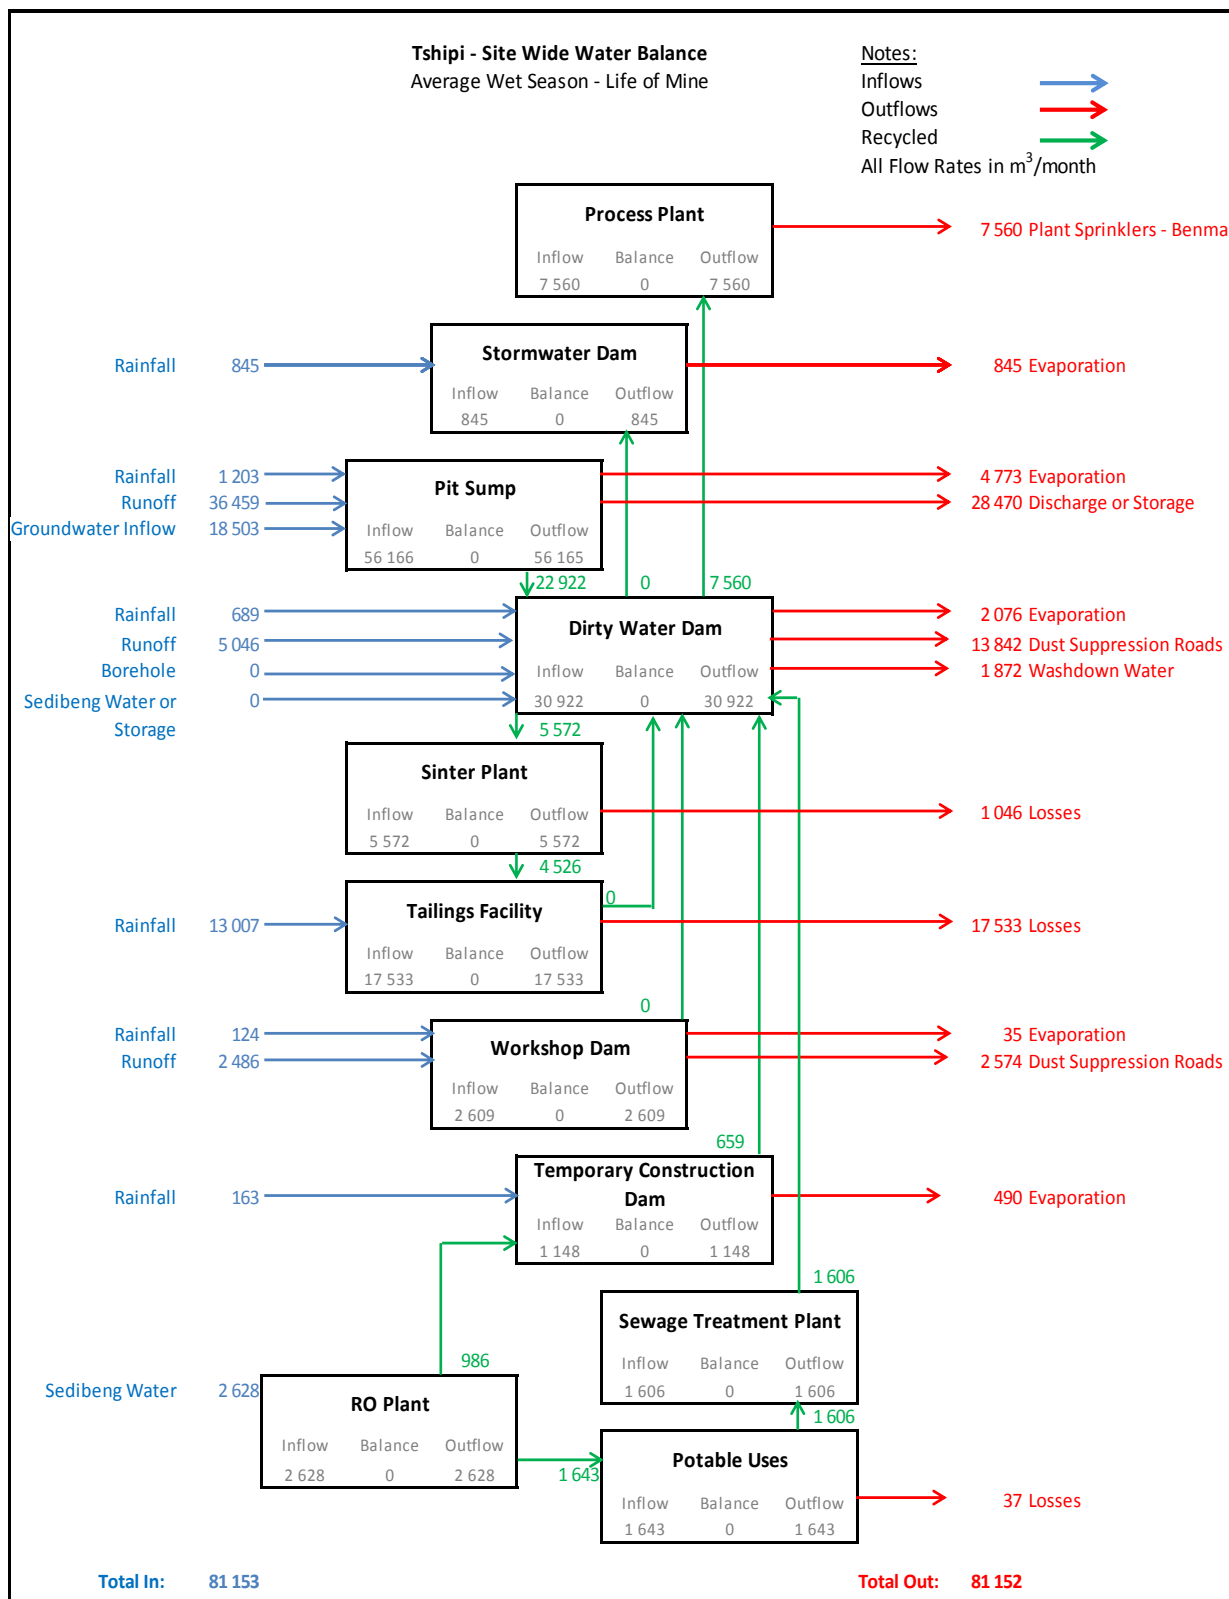 Tshipi - Site Wide Water Balance
Average Wet Season - Life of Mine
Notes:
Inflows
Outflows
Recycled
All Flow Rates in m³/month
Process Plant
Inflow Balance Outflow
7 560 0 7 560
7 560 Plant Sprinklers - Benma
Rainfall 845
Stormwater Dam
Inflow Balance Outflow
845 0 845
845 Evaporation
Rainfall 1 203
Runoff 36 459
Groundwater Inflow 18 503
Pit Sump
Inflow Balance Outflow
56 166 0 56 165
4 773 Evaporation
28 470 Discharge or Storage
22 922 0 7 560
Rainfall 689
Runoff 5 046
Borehole 0
Sedibeng Water or 0
Storage
Dirty Water Dam
Inflow Balance Outflow
30 922 0 30 922
2 076 Evaporation
13 842 Dust Suppression Roads
1 872 Washdown Water
5 572
Sinter Plant
Inflow Balance Outflow
5 572 0 5 572
1 046 Losses
4 526
0
Rainfall 13 007
Tailings Facility
Inflow Balance Outflow
17 533 0 17 533
17 533 Losses
0
Rainfall 124
Runoff 2 486
Workshop Dam
Inflow Balance Outflow
2 609 0 2 609
35 Evaporation
2 574 Dust Suppression Roads
659
Rainfall 163
Temporary Construction
Dam
Inflow Balance Outflow
1 148 0 1 148
490 Evaporation
1 606
Sewage Treatment Plant
Inflow Balance Outflow
1 606 0 1 606
986
Sedibeng Water 2 628
RO Plant
Inflow Balance Outflow
2 628 0 2 628
1 606
1 643
Potable Uses
Inflow Balance Outflow
1 643 0 1 643
37 Losses
Total In: 81 153
Total Out: 81 152